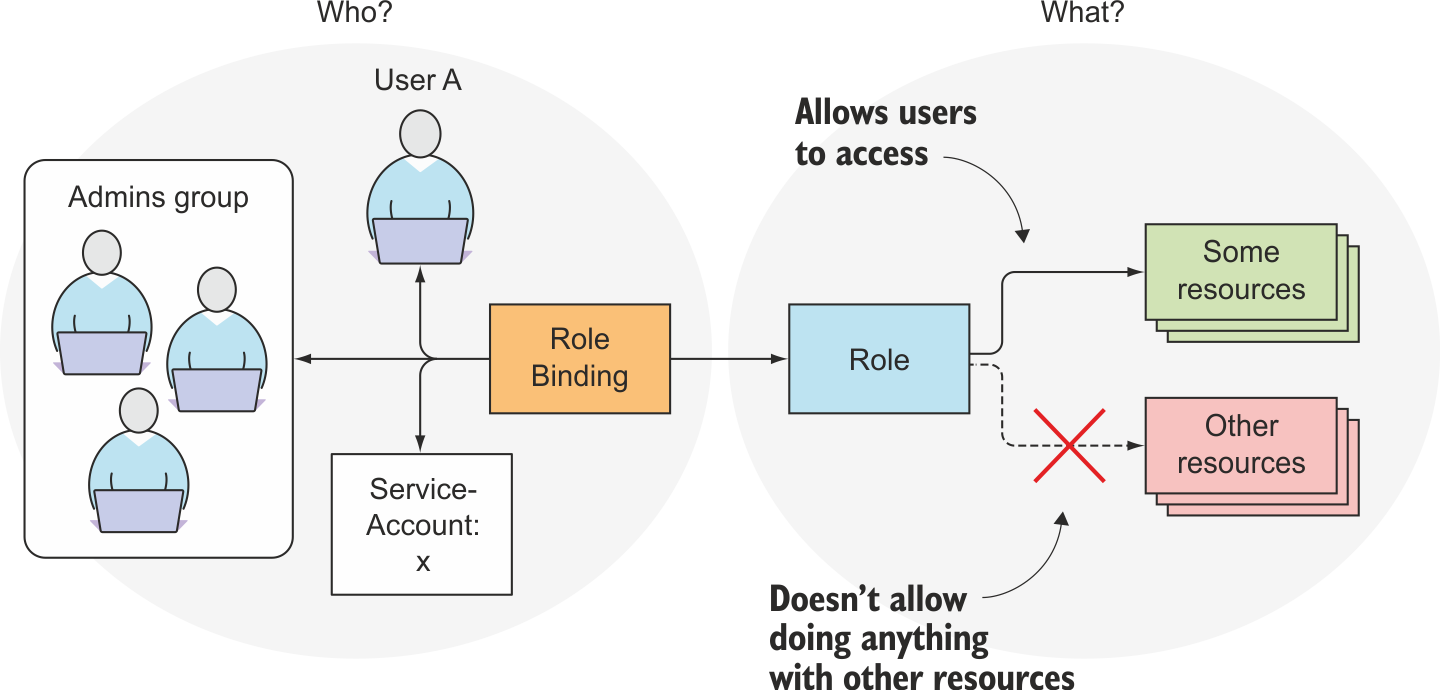 Who?
What?
User A
Allows users
to access
Admins group
Some
resources
Role
Binding
Role
Other
resources
Service-
Account:
x
Doesn’t allow
doing anything
with other resources